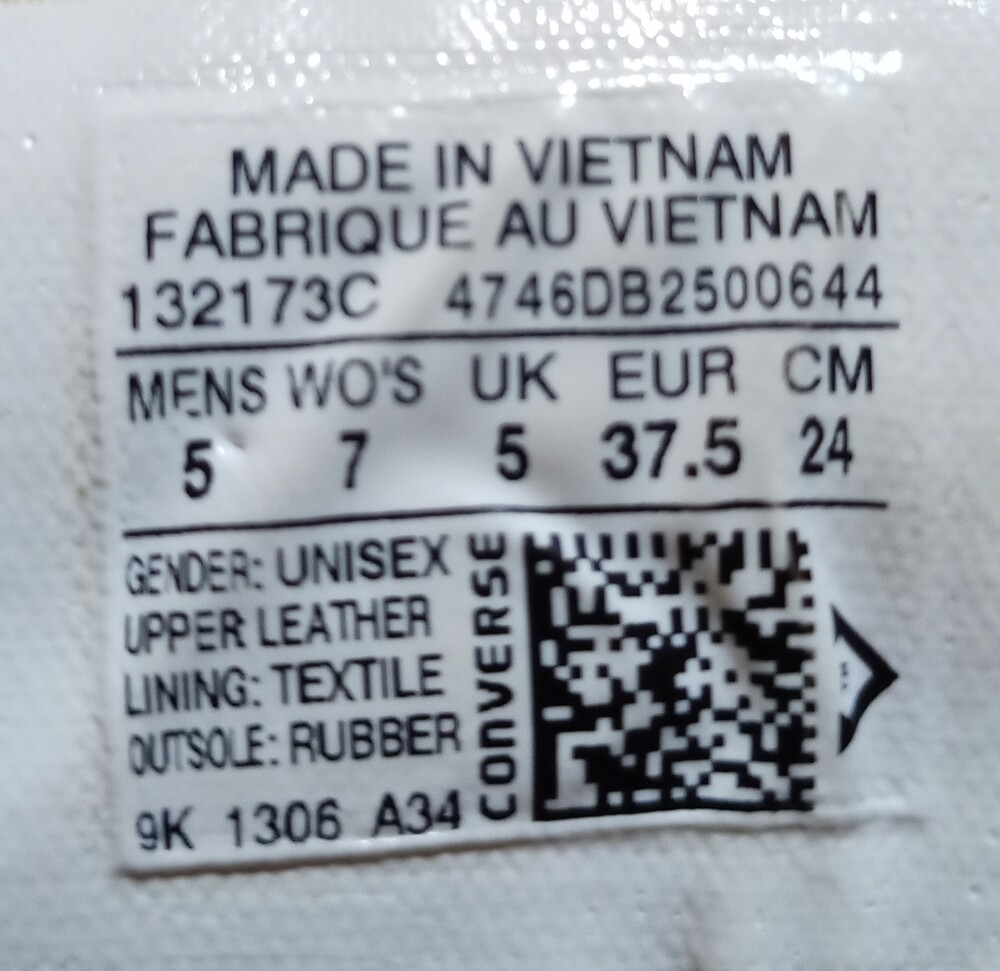 MADE IN VIETNAM
FABRIQUE AU VIETNAM
132173C 4746DB2500644
MENS WO'S UK EUR CM
5 7 5 37.5 24
GENDER: UNISEX
UPPER LEATHER
LINING: TEXTILE
OUTSOLE: RUBBER
9K 1306 A34
CONVERSE